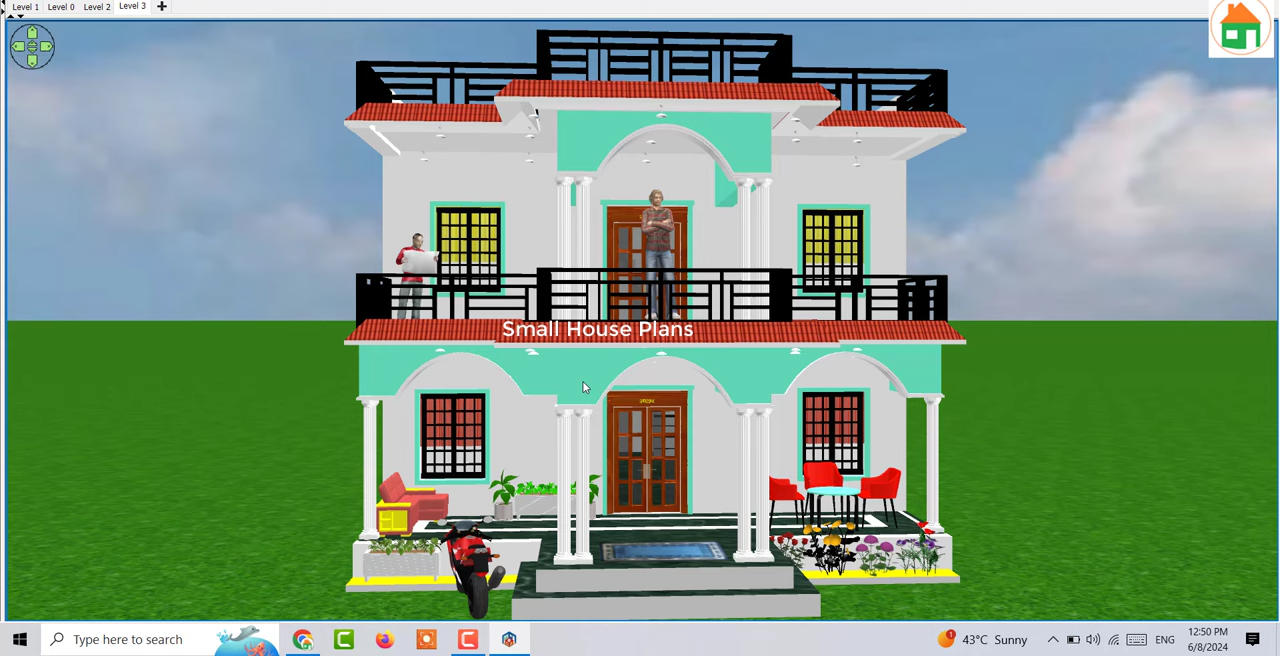 Level 1 Level 0 Level 2 Level 3
Small House Plans
Type here to search
1
43°C Sunny
ENG
12:50 PM
6/8/2024